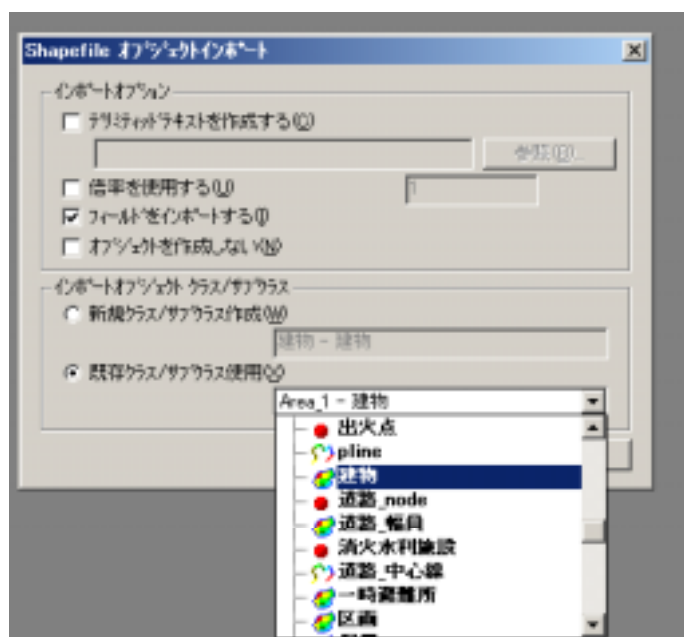 Shapefile オブジェクトインポート
インポートオプション
デリミティッドテキストを作成する(C)
参照(B)...
倍率を使用する(U)
1
フィールドをインポートする(I)
オブジェクトを作成しない(N)
インポートオブジェクト クラス/サブクラス
新規クラス/サブクラス作成(W)
建物 - 建物
既存クラス/サブクラス使用(X)
Area_1 - 建物
出火点
pline
建物
道路_node
道路_幅員
消火水利施設
道路_中心線
一時避難所
区画